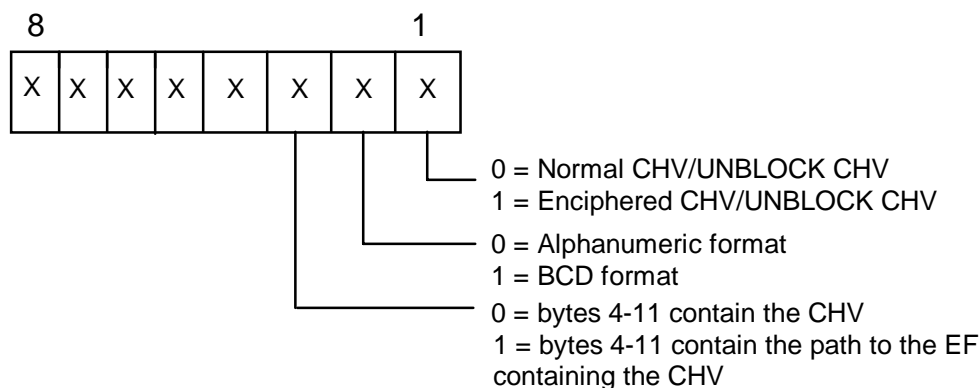 8 1
X X X X X X X X
0 = Normal CHV/UNBLOCK CHV
1 = Enciphered CHV/UNBLOCK CHV
0 = Alphanumeric format
1 = BCD format
0 = bytes 4-11 contain the CHV
1 = bytes 4-11 contain the path to the EF
containing the CHV